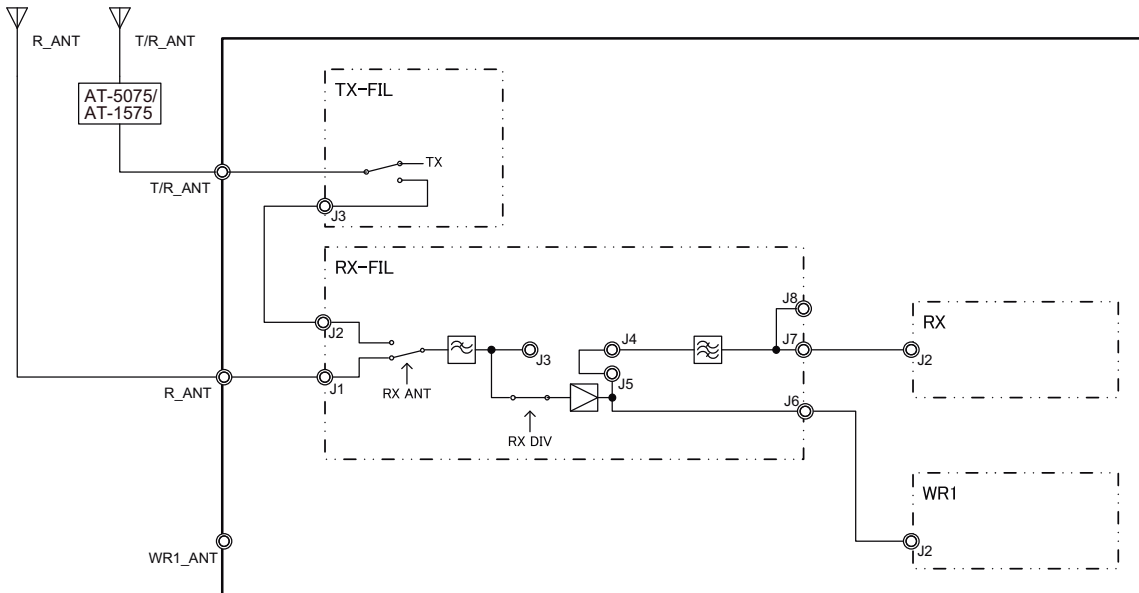 R_ANT
T/R_ANT
AT-5075/
AT-1575
TX-FIL
TX
T/R_ANT
J3
RX-FIL
J8
RX
J2
J4
J3
J7
J2
J1
RX ANT
J5
R_ANT
J6
RX DIV
WR1
WR1_ANT
J2